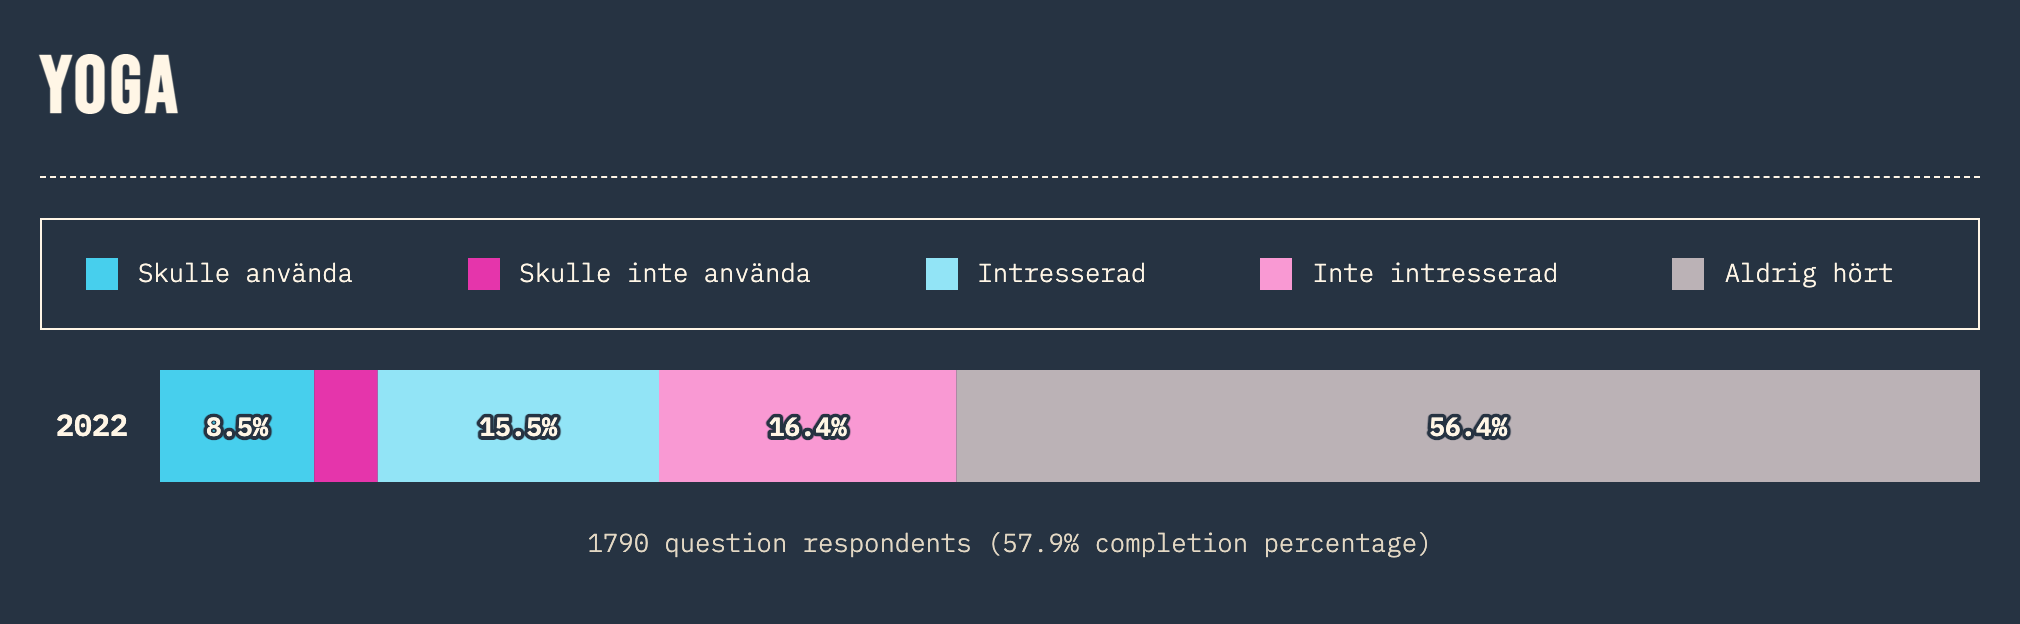 YOGA
Skulle använda Skulle inte använda Intresserad Inte intresserad Aldrig hört
2022 8.5% 15.5% 16.4% 56.4%
1790 question respondents (57.9% completion percentage)